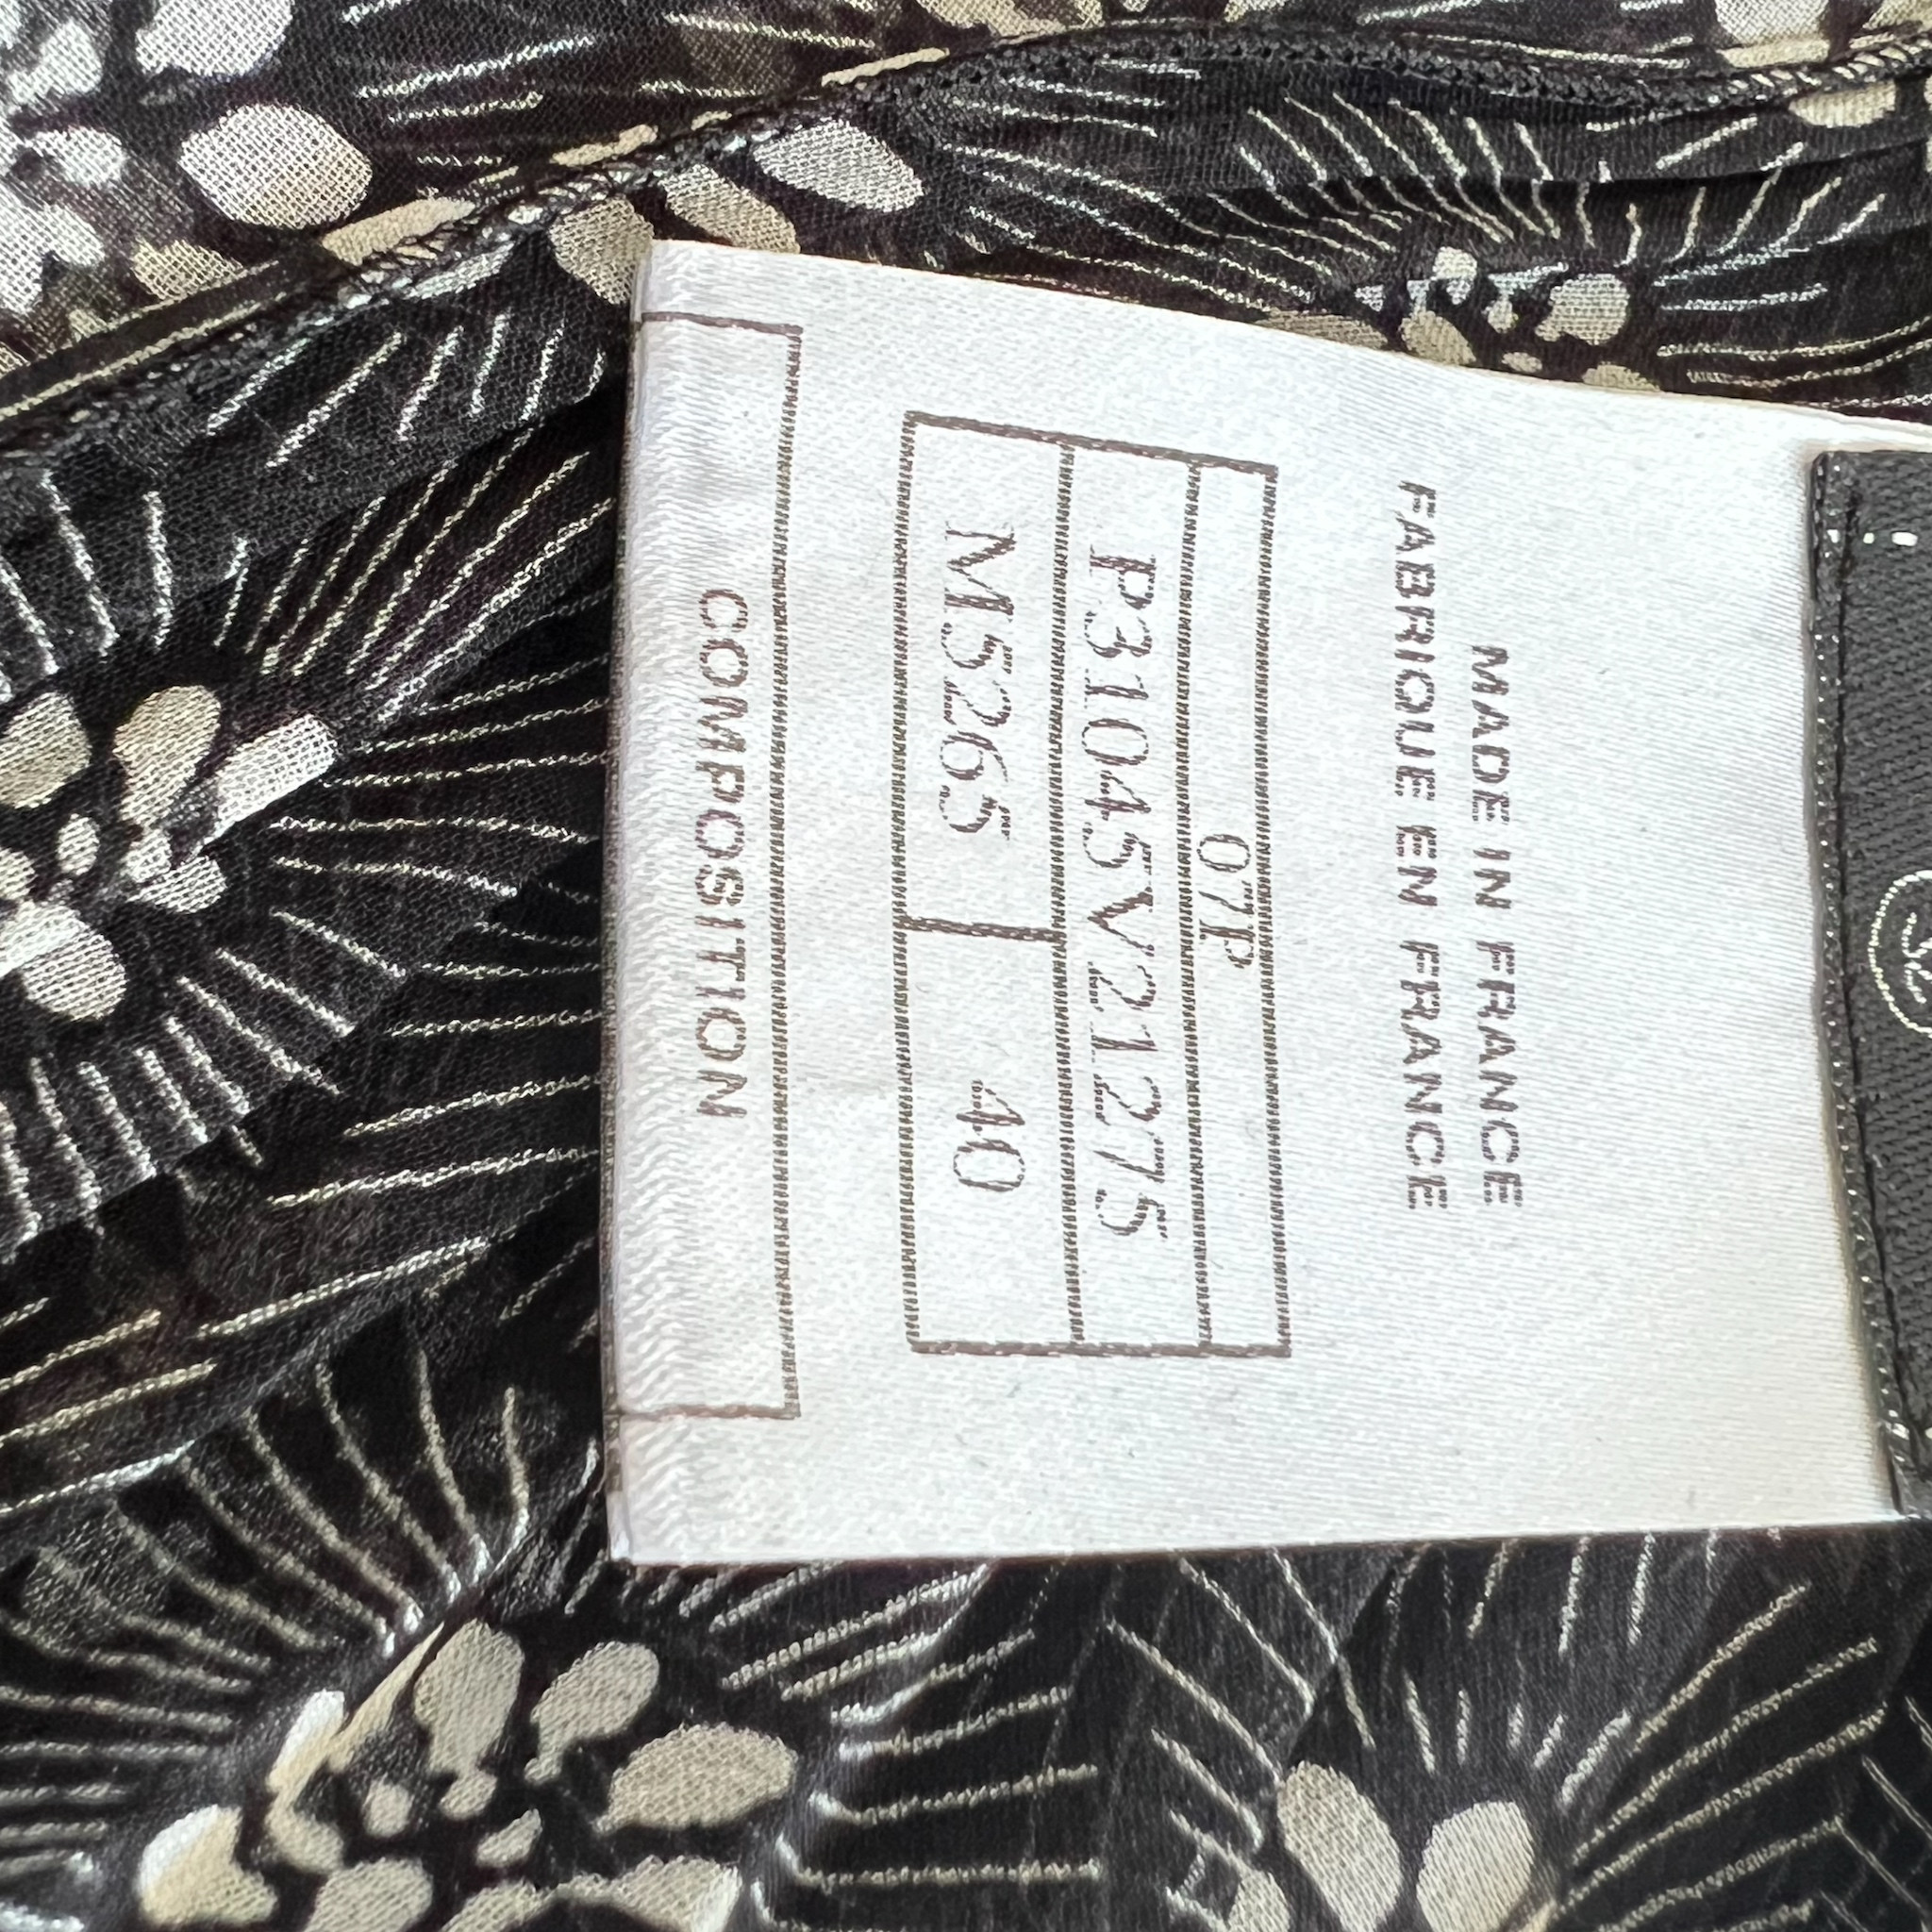 MADE IN FRANCE
FABRIQUE EN FRANCE
07P
P31045V21275
M5265 40
COMPOSITION